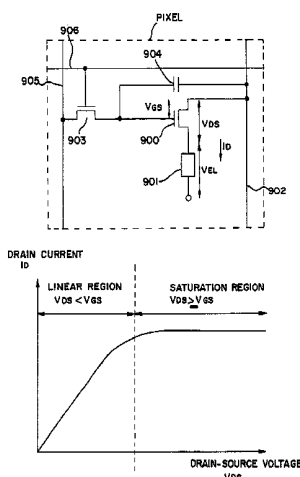 PIXEL
906
905
904
VGS
900
903
VDS
ID
901
VEL
902
DRAIN CURRENT
ID
LINEAR REGION
VDS < VGS
SATURATION REGION
VDS ≥ VGS
DRAIN-SOURCE VOLTAGE
VDS